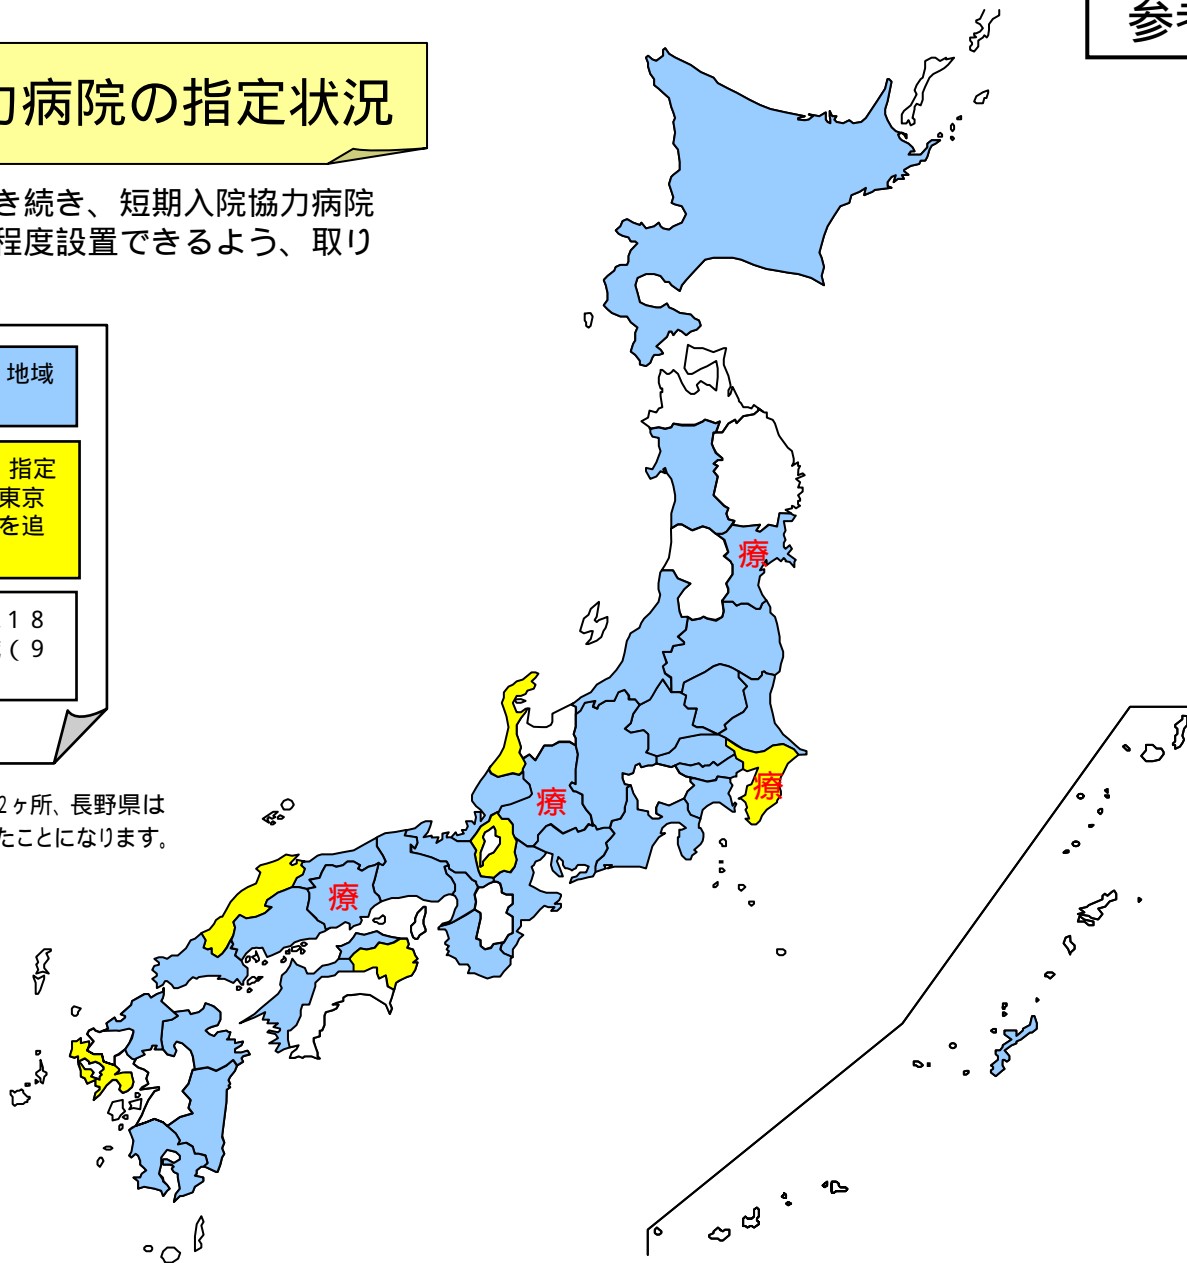 参考
力病院の指定状況
き続き、短期入院協力病院
程度設置できるよう、取り
地域
指定
東京
を追
18
(9
2ヶ所、長野県は
たことになります。
療
療
療
療